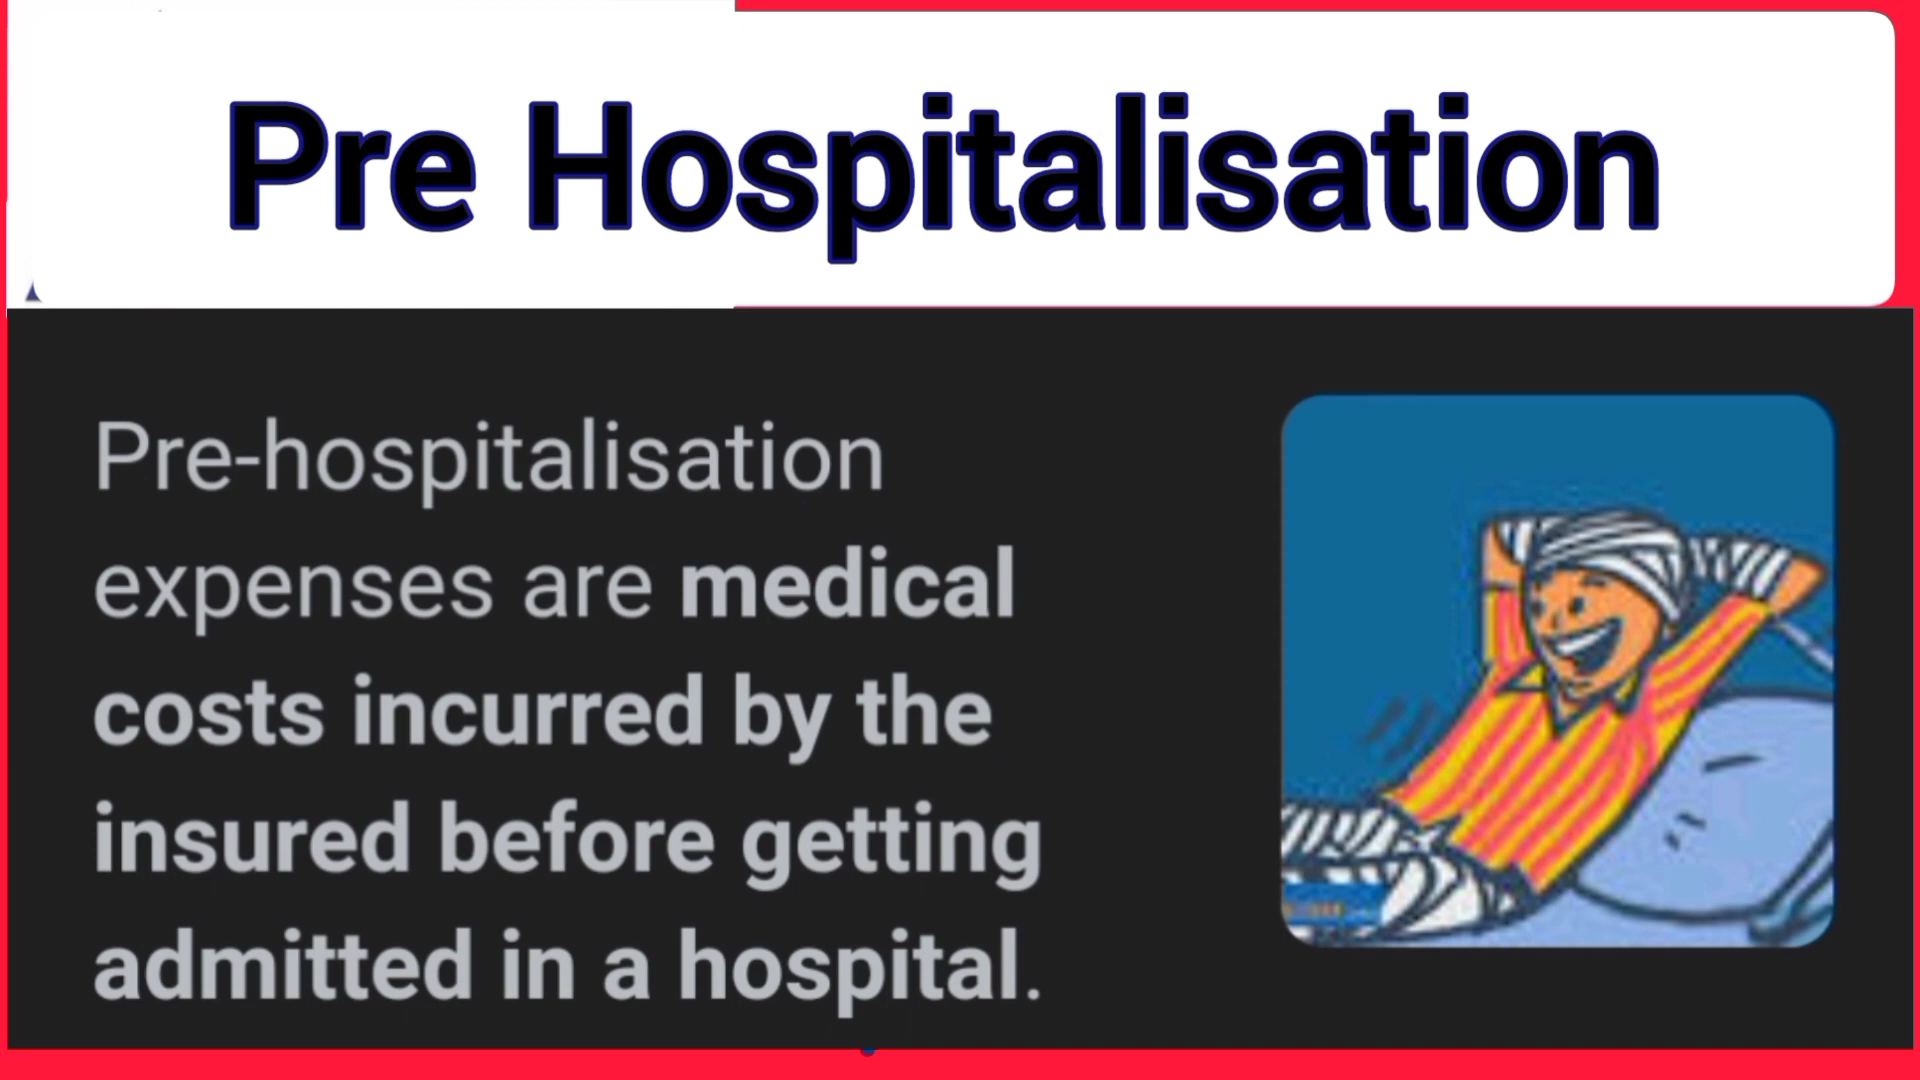 Pre Hospitalisation
Pre-hospitalisation
expenses are medical
costs incurred by the
insured before getting
admitted in a hospital.